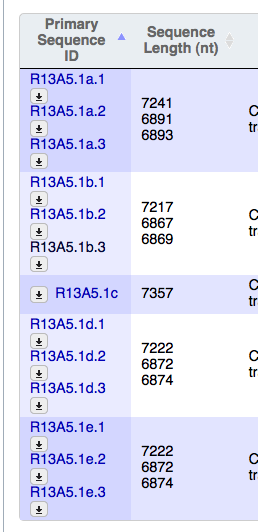 Primary
Sequence
ID
Sequence
Length (nt)
R13A5.1a.1
R13A5.1a.2
R13A5.1a.3
7241
6891
6893
C
tr
R13A5.1b.1
R13A5.1b.2
R13A5.1b.3
7217
6867
6869
C
tr
R13A5.1c
7357
C
tr
R13A5.1d.1
R13A5.1d.2
R13A5.1d.3
7222
6872
6874
C
tr
R13A5.1e.1
R13A5.1e.2
R13A5.1e.3
7222
6872
6874
C
tr